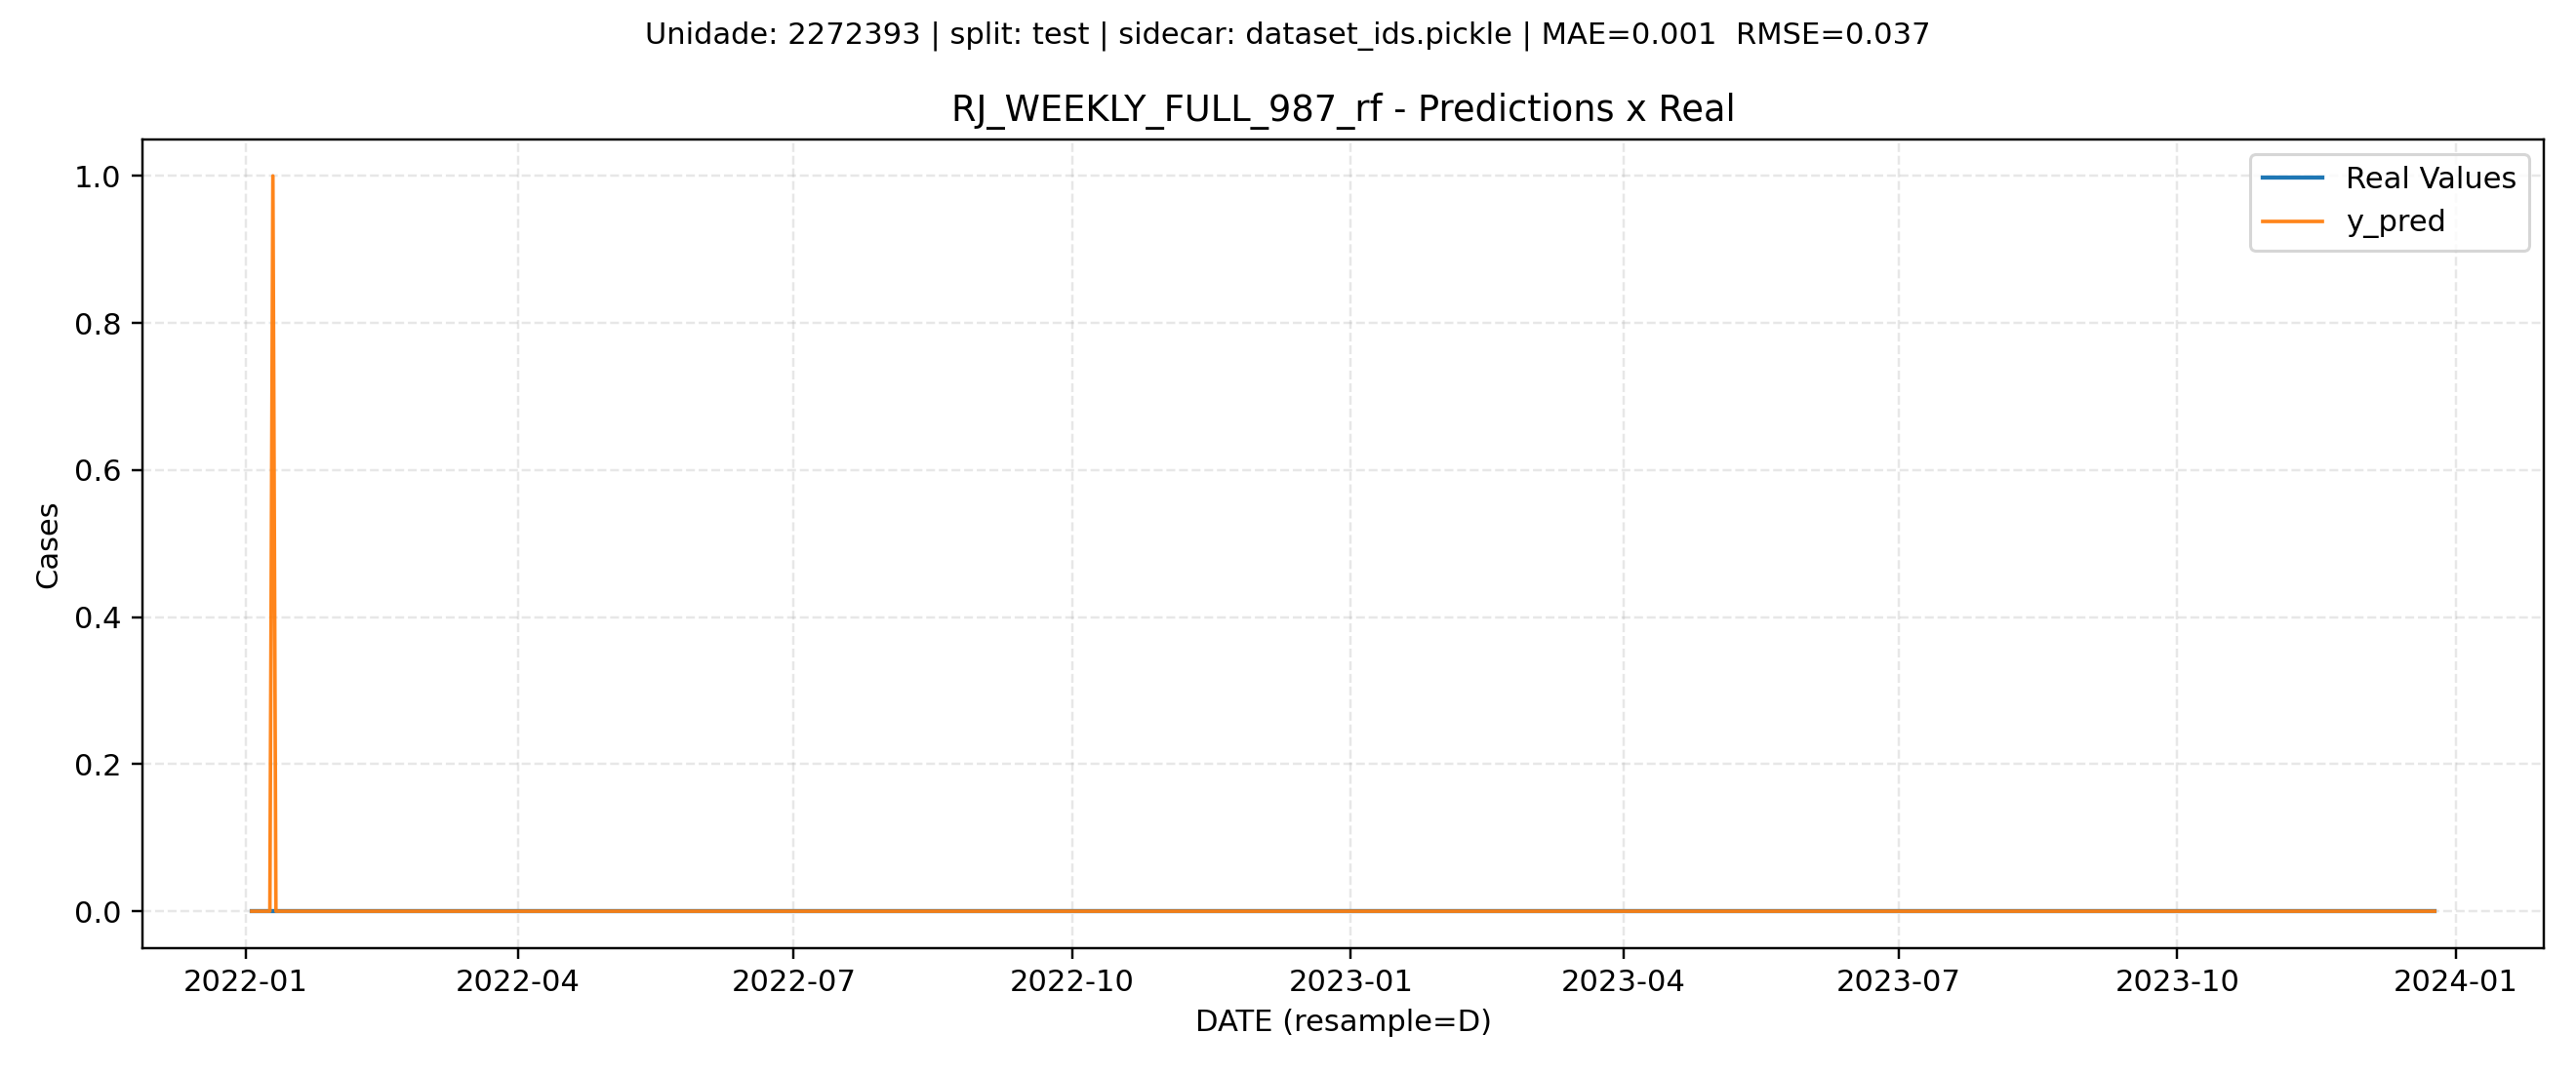 Unidade: 2272393 | split: test | sidecar: dataset_ids.pickle | MAE=0.001  RMSE=0.037
RJ_WEEKLY_FULL_987_rf - Predictions x Real
Real Values
y_pred
1.0
0.8
0.6
0.4
0.2
0.0
Cases
2022-01 2022-04 2022-07 2022-10 2023-01 2023-04 2023-07 2023-10 2024-01
DATE (resample=D)